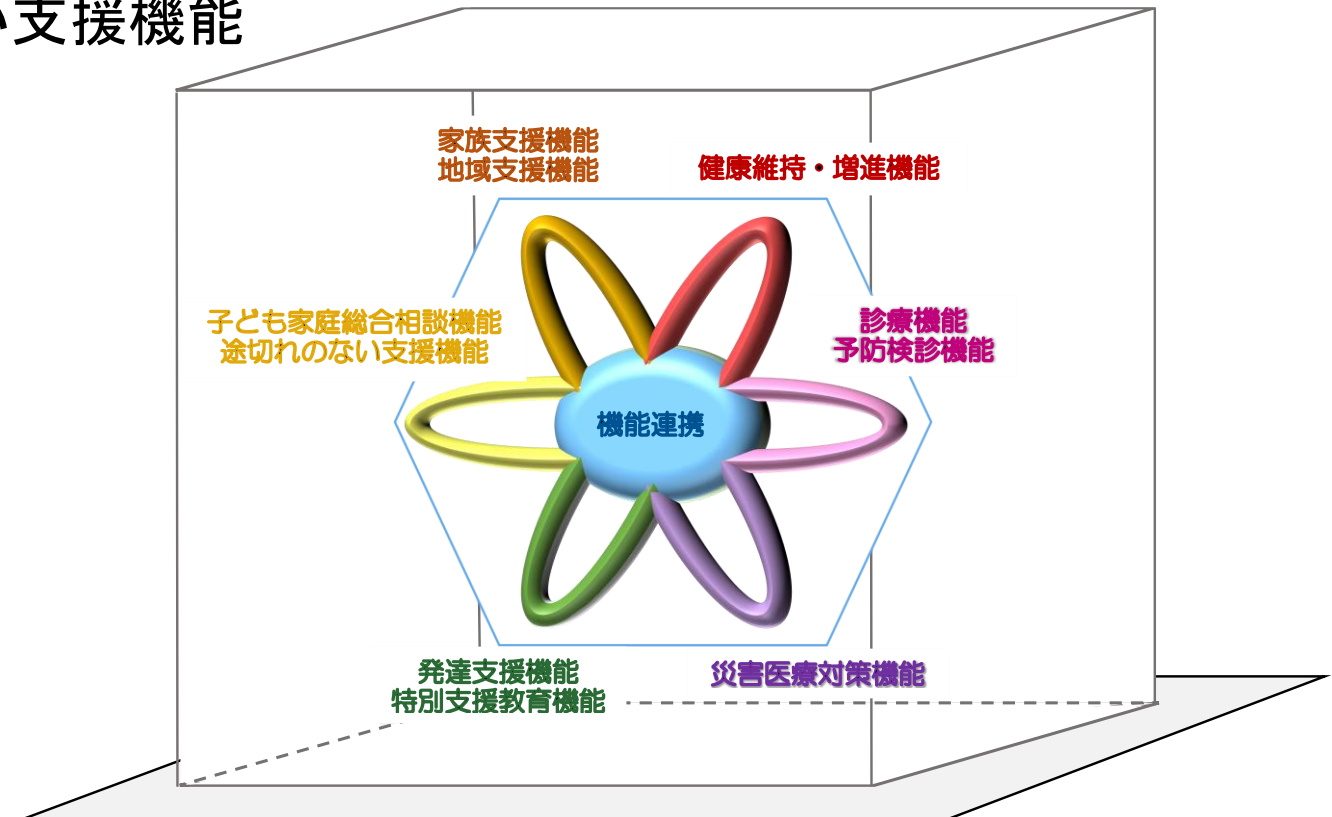 い支援機能
家族支援機能
地域支援機能
健康維持・増進機能
子ども家庭総合相談機能
途切れのない支援機能
診療機能
予防検診機能
機能連携
発達支援機能
特別支援教育機能
災害医療対策機能